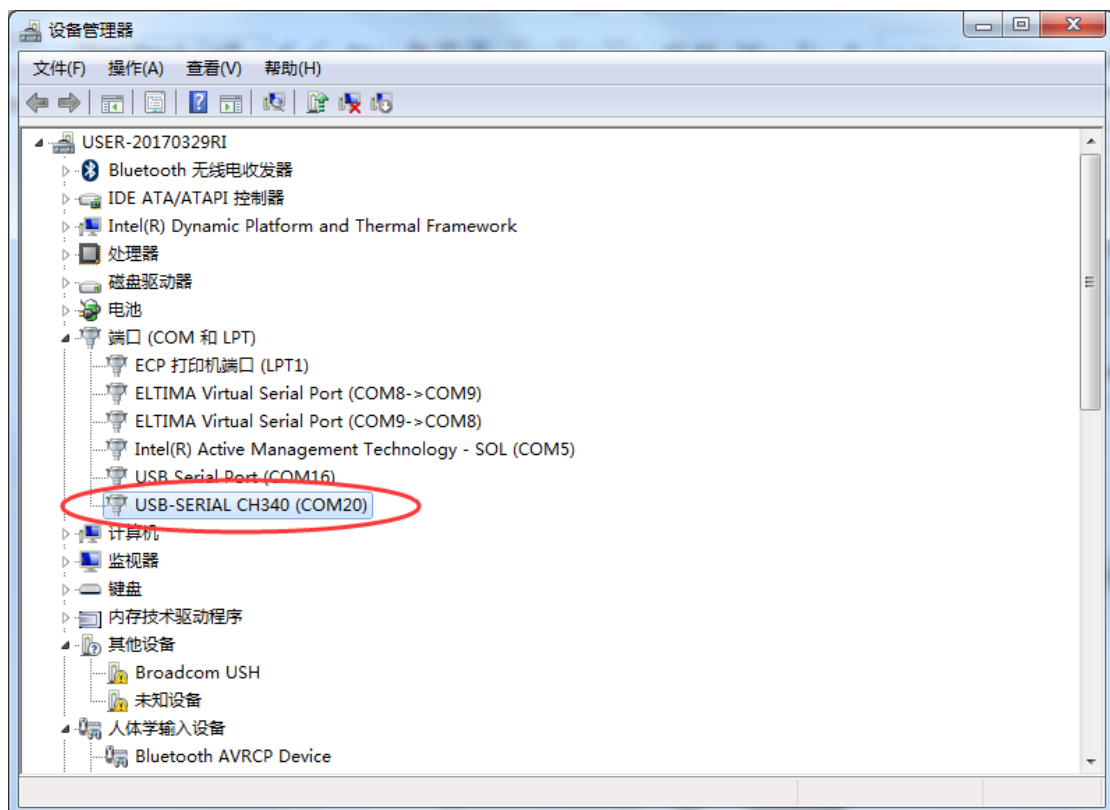 设备管理器
文件(F) 操作(A) 查看(V) 帮助(H)
USER-20170329RI
Bluetooth 无线电收发器
IDE ATA/ATAPI 控制器
Intel(R) Dynamic Platform and Thermal Framework
处理器
磁盘驱动器
电池
端口 (COM 和 LPT)
ECP 打印机端口 (LPT1)
ELTIMA Virtual Serial Port (COM8->COM9)
ELTIMA Virtual Serial Port (COM9->COM8)
Intel(R) Active Management Technology - SOL (COM5)
USB Serial Port (COM16)
USB-SERIAL CH340 (COM20)
计算机
监视器
键盘
内存技术驱动程序
其他设备
Broadcom USH
未知设备
人体学输入设备
Bluetooth AVRCP Device